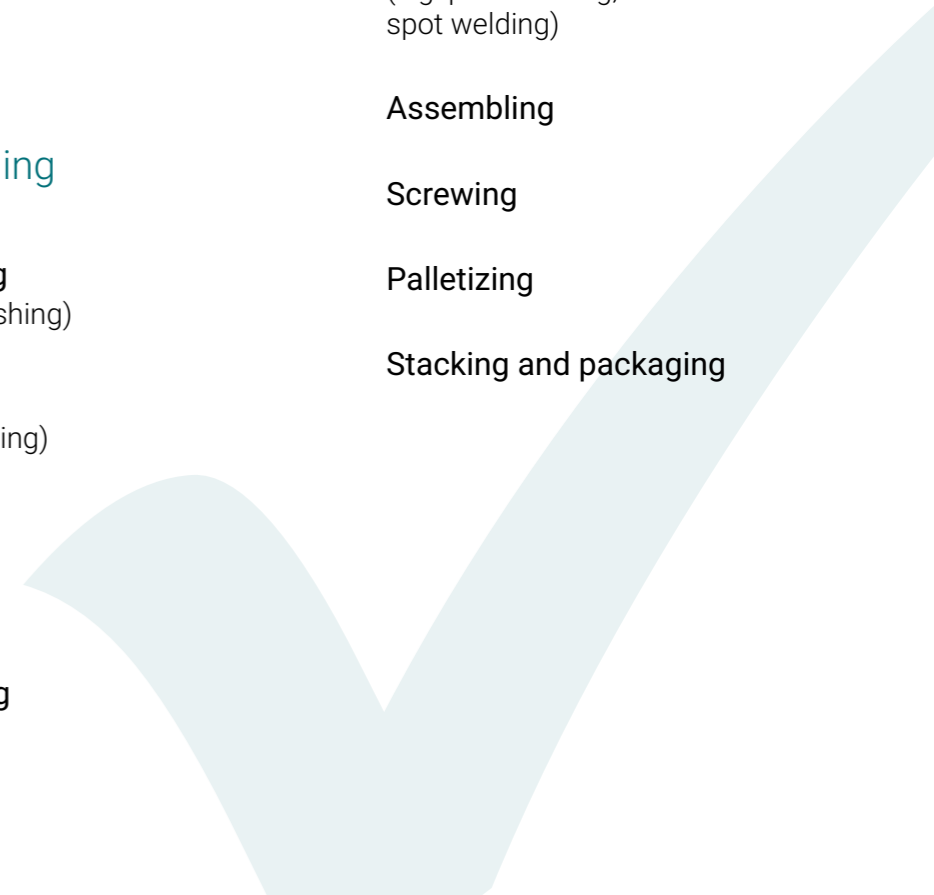 spot welding)
Assembling
Screwing
Palletizing
Stacking and packaging
ing
g
shing)
ing)
g